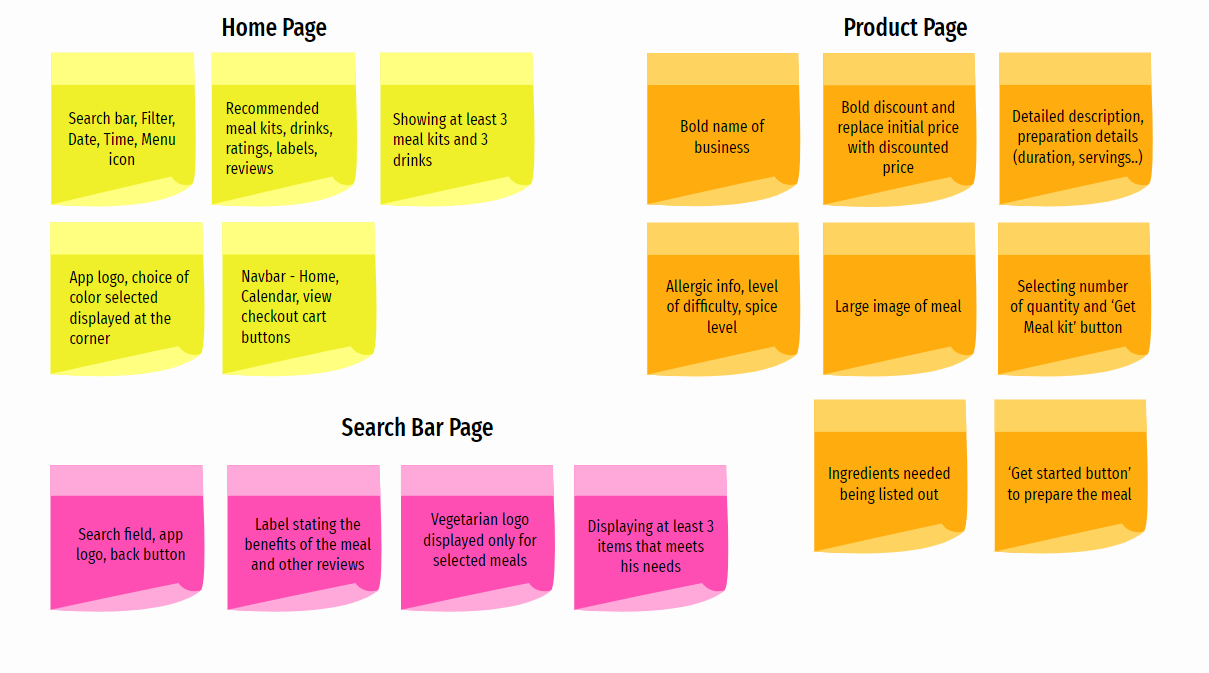 Home Page
Search bar, Filter,
Date, Time, Menu
icon
Recommended
meal kits, drinks,
ratings, labels,
reviews
Showing at least 3
meal kits and 3
drinks
App logo, choice of
color selected
displayed at the
corner
Navbar - Home,
Calendar, view
checkout cart
buttons
Product Page
Bold name of
business
Bold discount and
replace initial price
with discounted
price
Detailed description,
preparation details
(duration, servings..)
Allergic info, level
of difficulty, spice
level
Large image of meal
Selecting number
of quantity and ‘Get
Meal kit’ button
Ingredients needed
being listed out
‘Get started button’
to prepare the meal
Search Bar Page
Search field, app
logo, back button
Label stating the
benefits of the meal
and other reviews
Vegetarian logo
displayed only for
selected meals
Displaying at least 3
items that meets
his needs